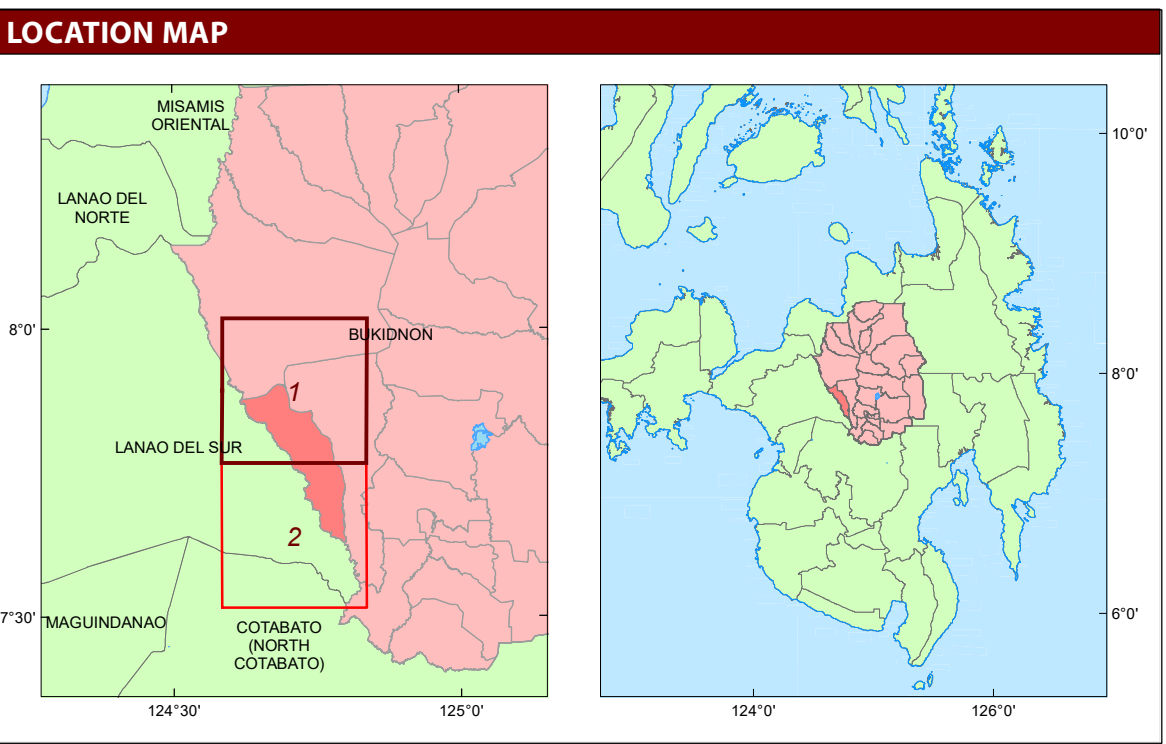 LOCATION MAP
MISAMIS
ORIENTAL
LANAO DEL
NORTE
8°0'
BUKIDNON
1
LANAO DEL SUR
2
7°30'
MAGUINDANAO
COTABATO
(NORTH
COTABATO)
124°30'
125°0'
10°0'
8°0'
6°0'
124°0'
126°0'